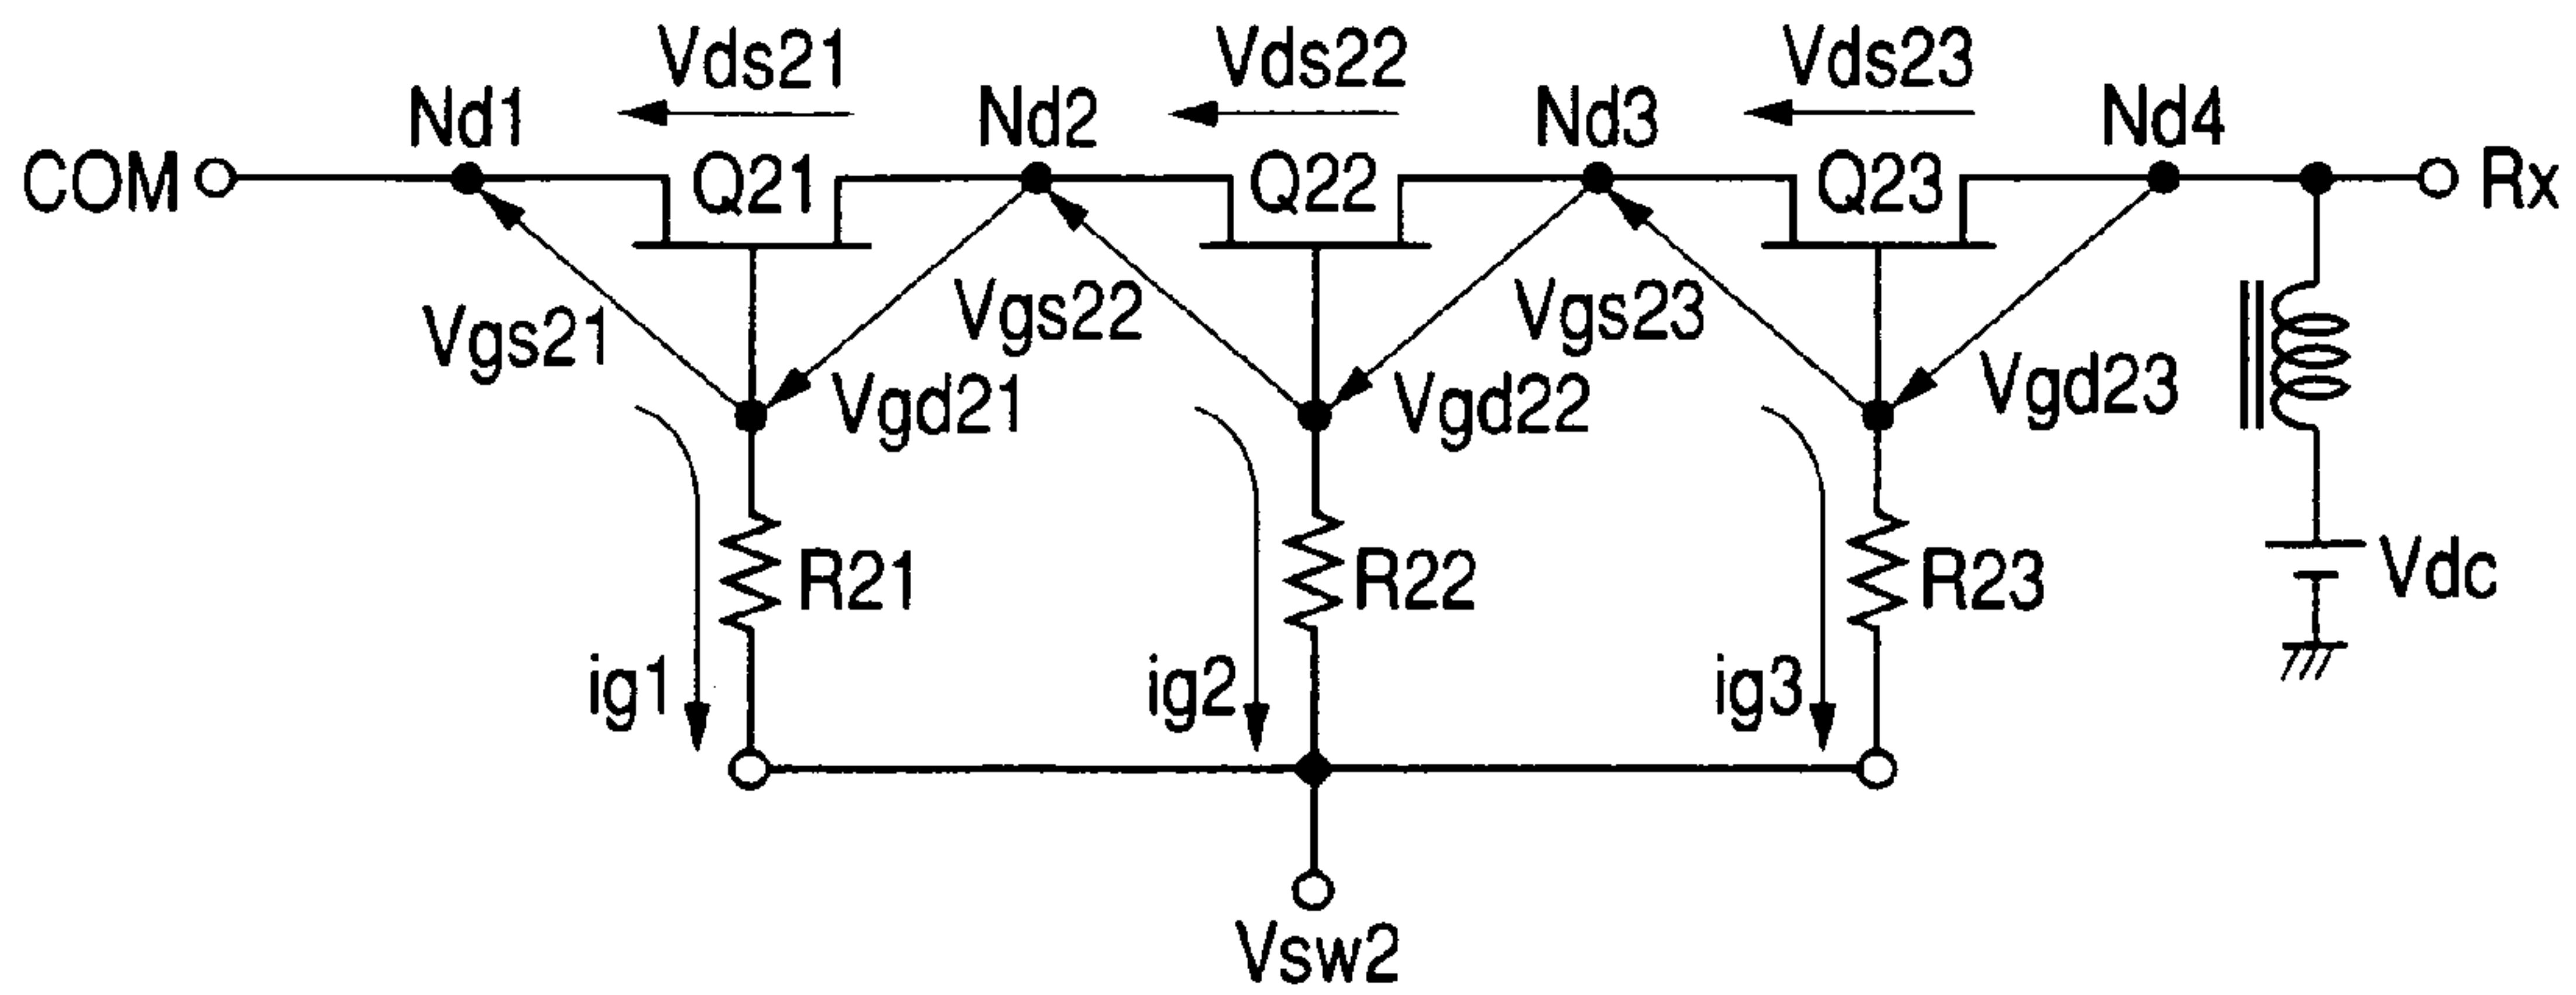 Vds21 Vds22 Vds23
Nd1 Nd2 Nd3 Nd4
COM Q21 Q22 Q23 Rx
Vgs21 Vgs22 Vgs23
Vgd21 Vgd22 Vgd23
R21 R22 R23 Vdc
ig1 ig2 ig3
Vsw2